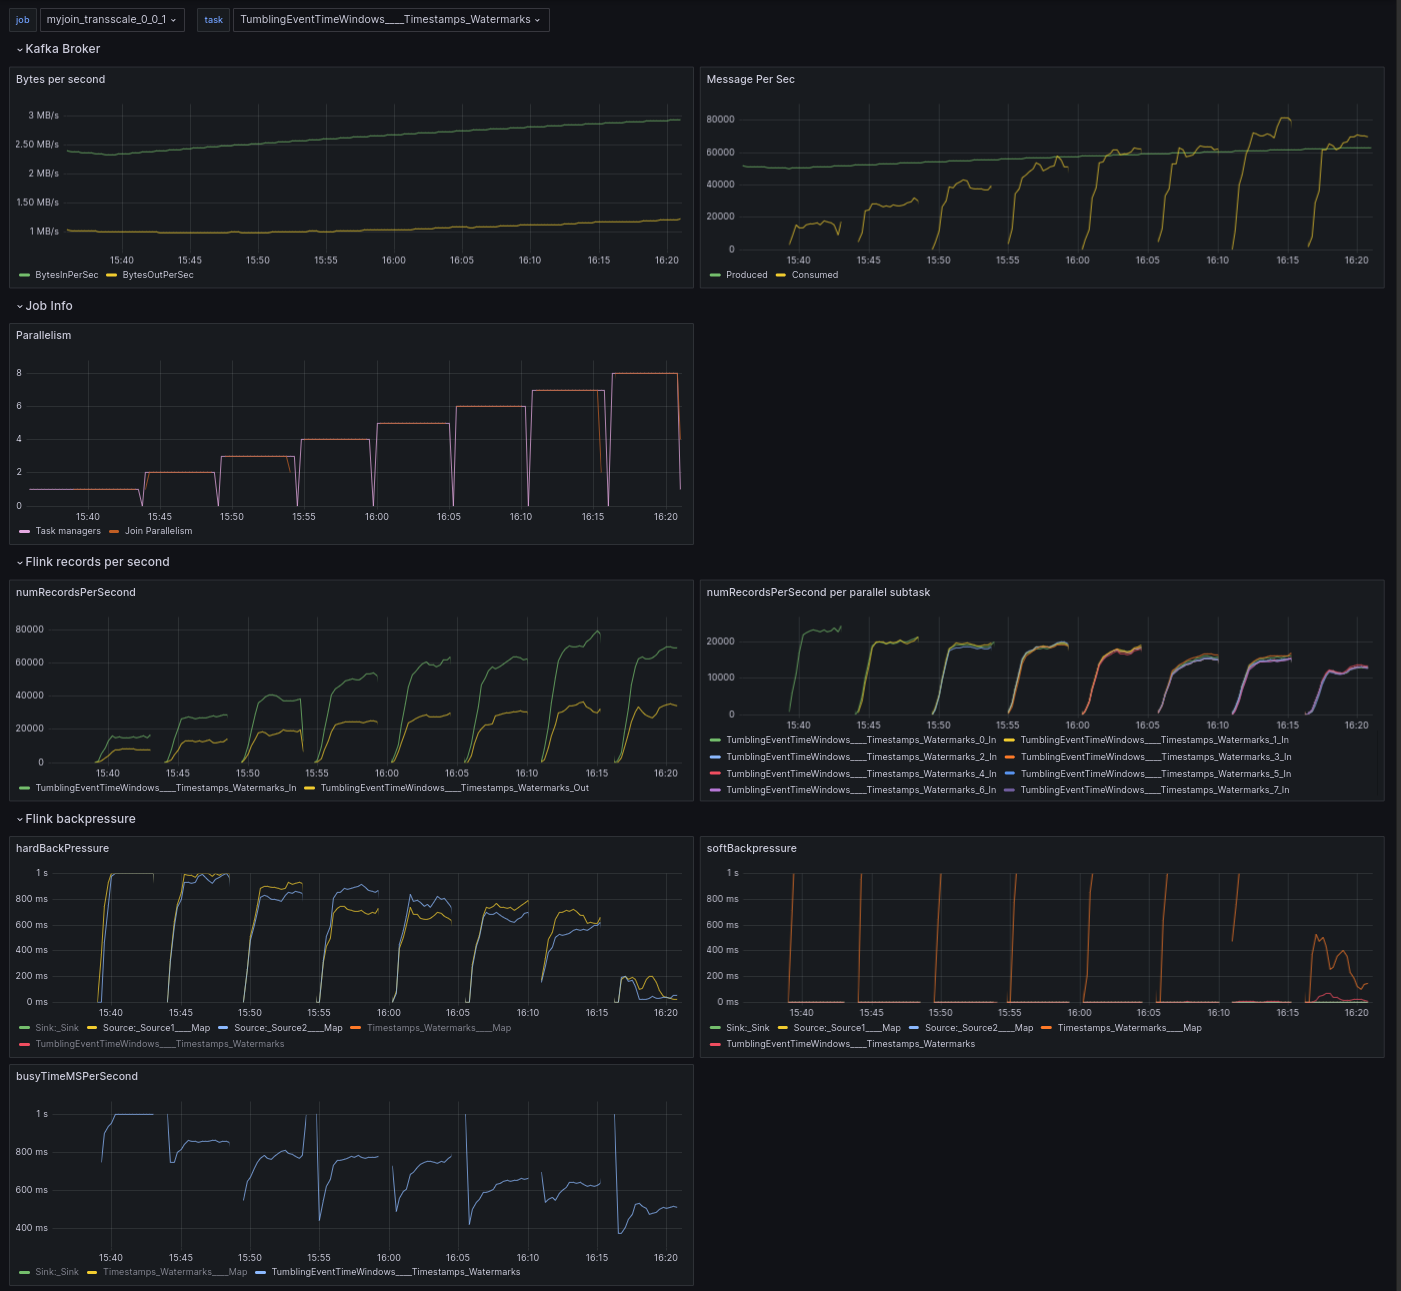 job myjoin_transscale_0_0_1 task TumblingEventTimeWindows____Timestamps_Watermarks
Kafka Broker
Bytes per second
3 MB/s
2.50 MB/s
2 MB/s
1.50 MB/s
1 MB/s
15:40 15:45 15:50 15:55 16:00 16:05 16:10 16:15 16:20
BytesInPerSec BytesOutPerSec
Message Per Sec
80000
60000
40000
20000
0
15:40 15:45 15:50 15:55 16:00 16:05 16:10 16:15 16:20
Produced Consumed
Job Info
Parallelism
8
6
4
2
0
15:40 15:45 15:50 15:55 16:00 16:05 16:10 16:15 16:20
Task managers Join Parallelism
Flink records per second
numRecordsPerSecond
80000
60000
40000
20000
0
15:40 15:45 15:50 15:55 16:00 16:05 16:10 16:15 16:20
TumblingEventTimeWindows____Timestamps_Watermarks_In TumblingEventTimeWindows____Timestamps_Watermarks_Out
numRecordsPerSecond per parallel subtask
20000
10000
0
15:40 15:45 15:50 15:55 16:00 16:05 16:10 16:15 16:20
TumblingEventTimeWindows____Timestamps_Watermarks_0_In TumblingEventTimeWindows____Timestamps_Watermarks_1_In
TumblingEventTimeWindows____Timestamps_Watermarks_2_In TumblingEventTimeWindows____Timestamps_Watermarks_3_In
TumblingEventTimeWindows____Timestamps_Watermarks_4_In TumblingEventTimeWindows____Timestamps_Watermarks_5_In
TumblingEventTimeWindows____Timestamps_Watermarks_6_In TumblingEventTimeWindows____Timestamps_Watermarks_7_In
Flink backpressure
hardBackPressure
1 s
800 ms
600 ms
400 ms
200 ms
0 ms
15:40 15:45 15:50 15:55 16:00 16:05 16:10 16:15 16:20
Sink:_Sink Source:_Source1____Map Source:_Source2____Map Timestamps_Watermarks____Map
TumblingEventTimeWindows____Timestamps_Watermarks
softBackpressure
1 s
800 ms
600 ms
400 ms
200 ms
0 ms
15:40 15:45 15:50 15:55 16:00 16:05 16:10 16:15 16:20
Sink:_Sink Source:_Source1____Map Source:_Source2____Map Timestamps_Watermarks____Map
TumblingEventTimeWindows____Timestamps_Watermarks
busyTimeMSPerSecond
1 s
800 ms
600 ms
400 ms
15:40 15:45 15:50 15:55 16:00 16:05 16:10 16:15 16:20
Sink:_Sink Timestamps_Watermarks____Map TumblingEventTimeWindows____Timestamps_Watermarks